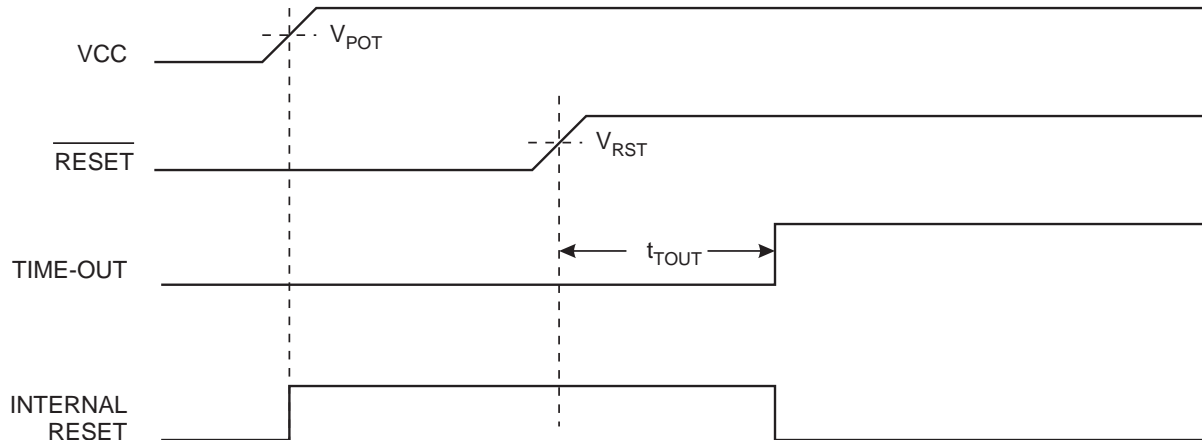 VCC
V_POT
RESET
V_RST
TIME-OUT
t_TOUT
INTERNAL
RESET